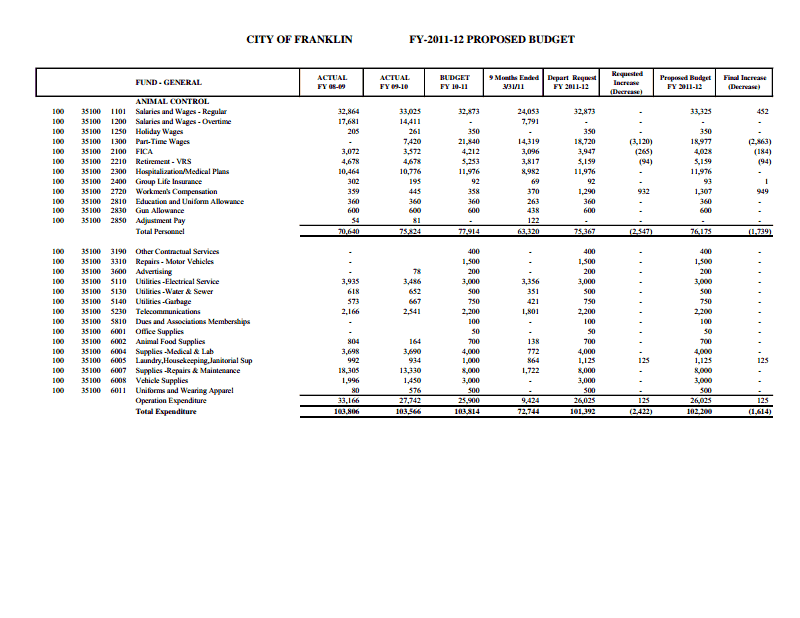 CITY OF FRANKLIN FY-2011-12 PROPOSED BUDGET
FUND - GENERAL ACTUAL FY 08-09 ACTUAL FY 09-10 BUDGET FY 10-11 9 Months Ended 3/31/11 Depart Request FY 2011-12 Requested Increase (Decrease) Proposed Budget FY 2011-12 Final Increase (Decrease)
ANIMAL CONTROL
100 35100 1101 Salaries and Wages - Regular 32,864 33,025 32,873 24,053 32,873 - 33,325 452
100 35100 1200 Salaries and Wages - Overtime 17,681 14,411 - 7,791 - - - -
100 35100 1250 Holiday Wages 205 261 350 - 350 - 350 -
100 35100 1300 Part-Time Wages - 7,420 21,840 14,319 18,720 (3,120) 18,977 (2,863)
100 35100 2100 FICA 3,072 3,572 4,212 3,096 3,947 (265) 4,028 (184)
100 35100 2210 Retirement - VRS 4,678 4,678 5,253 3,817 5,159 (94) 5,159 (94)
100 35100 2300 Hospitalization/Medical Plans 10,464 10,776 11,976 8,982 11,976 - 11,976 -
100 35100 2400 Group Life Insurance 302 195 92 69 92 - 93 1
100 35100 2720 Workmen's Compensation 359 445 358 370 1,290 932 1,307 949
100 35100 2810 Education and Uniform Allowance 360 360 360 263 360 - 360 -
100 35100 2830 Gun Allowance 600 600 600 438 600 - 600 -
100 35100 2850 Adjustment Pay 54 81 - 122 - - - -
Total Personnel 70,640 75,824 77,914 63,320 75,367 (2,547) 76,175 (1,739)
100 35100 3190 Other Contractual Services - 400 - 400 - 400 -
100 35100 3310 Repairs - Motor Vehicles - 1,500 - 1,500 - 1,500 -
100 35100 3600 Advertising - 78 200 - 200 - 200 -
100 35100 5110 Utilities -Electrical Service 3,935 3,486 3,000 3,356 3,000 - 3,000 -
100 35100 5130 Utilities -Water & Sewer 618 652 500 351 500 - 500 -
100 35100 5140 Utilities -Garbage 573 667 750 421 750 - 750 -
100 35100 5230 Telecommunications 2,166 2,541 2,200 1,801 2,200 - 2,200 -
100 35100 5810 Dues and Associations Memberships - 100 - 100 - 100 -
100 35100 6001 Office Supplies - 50 - 50 - 50 -
100 35100 6002 Animal Food Supplies 804 164 700 138 700 - 700 -
100 35100 6004 Supplies -Medical & Lab 3,698 3,690 4,000 772 4,000 - 4,000 -
100 35100 6005 Laundry,Housekeeping,Janitorial Sup 992 934 1,000 864 1,125 125 1,125 125
100 35100 6007 Supplies -Repairs & Maintenance 18,305 13,330 8,000 1,722 8,000 - 8,000 -
100 35100 6008 Vehicle Supplies 1,996 1,450 3,000 - 3,000 - 3,000 -
100 35100 6011 Uniforms and Wearing Apparel 80 576 500 - 500 - 500 -
Operation Expenditure 33,166 27,742 25,900 9,424 26,025 125 26,025 125
Total Expenditure 103,806 103,566 103,814 72,744 101,392 (2,422) 102,200 (1,614)